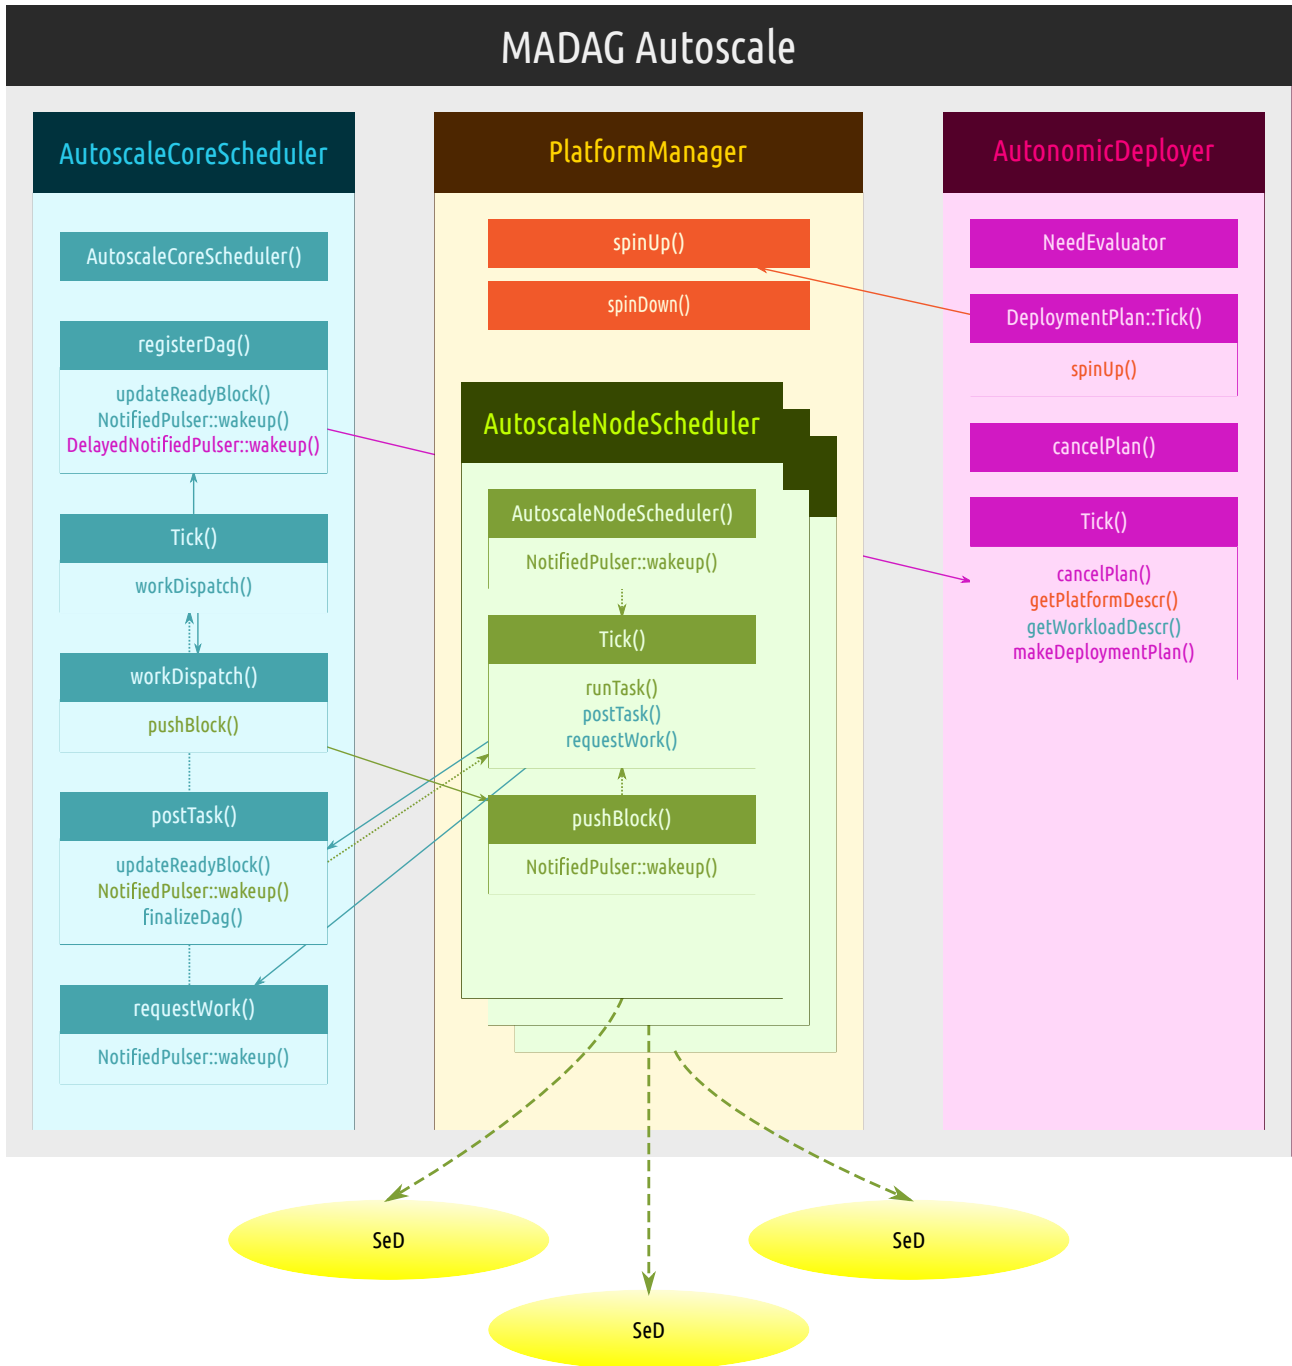 MADAG Autoscale
AutoscaleCoreScheduler
AutoscaleCoreScheduler()
registerDag()
updateReadyBlock()
NotifiedPulser::wakeup()
DelayedNotifiedPulser::wakeup()
Tick()
workDispatch()
workDispatch()
pushBlock()
postTask()
updateReadyBlock()
NotifiedPulser::wakeup()
finalizeDag()
requestWork()
NotifiedPulser::wakeup()
PlatformManager
spinUp()
spinDown()
AutoscaleNodeScheduler
AutoscaleNodeScheduler()
NotifiedPulser::wakeup()
Tick()
runTask()
postTask()
requestWork()
pushBlock()
NotifiedPulser::wakeup()
AutonomicDeployer
NeedEvaluator
DeploymentPlan::Tick()
spinUp()
cancelPlan()
Tick()
cancelPlan()
getPlatformDescr()
getWorkloadDescr()
makeDeploymentPlan()
SeD
SeD
SeD